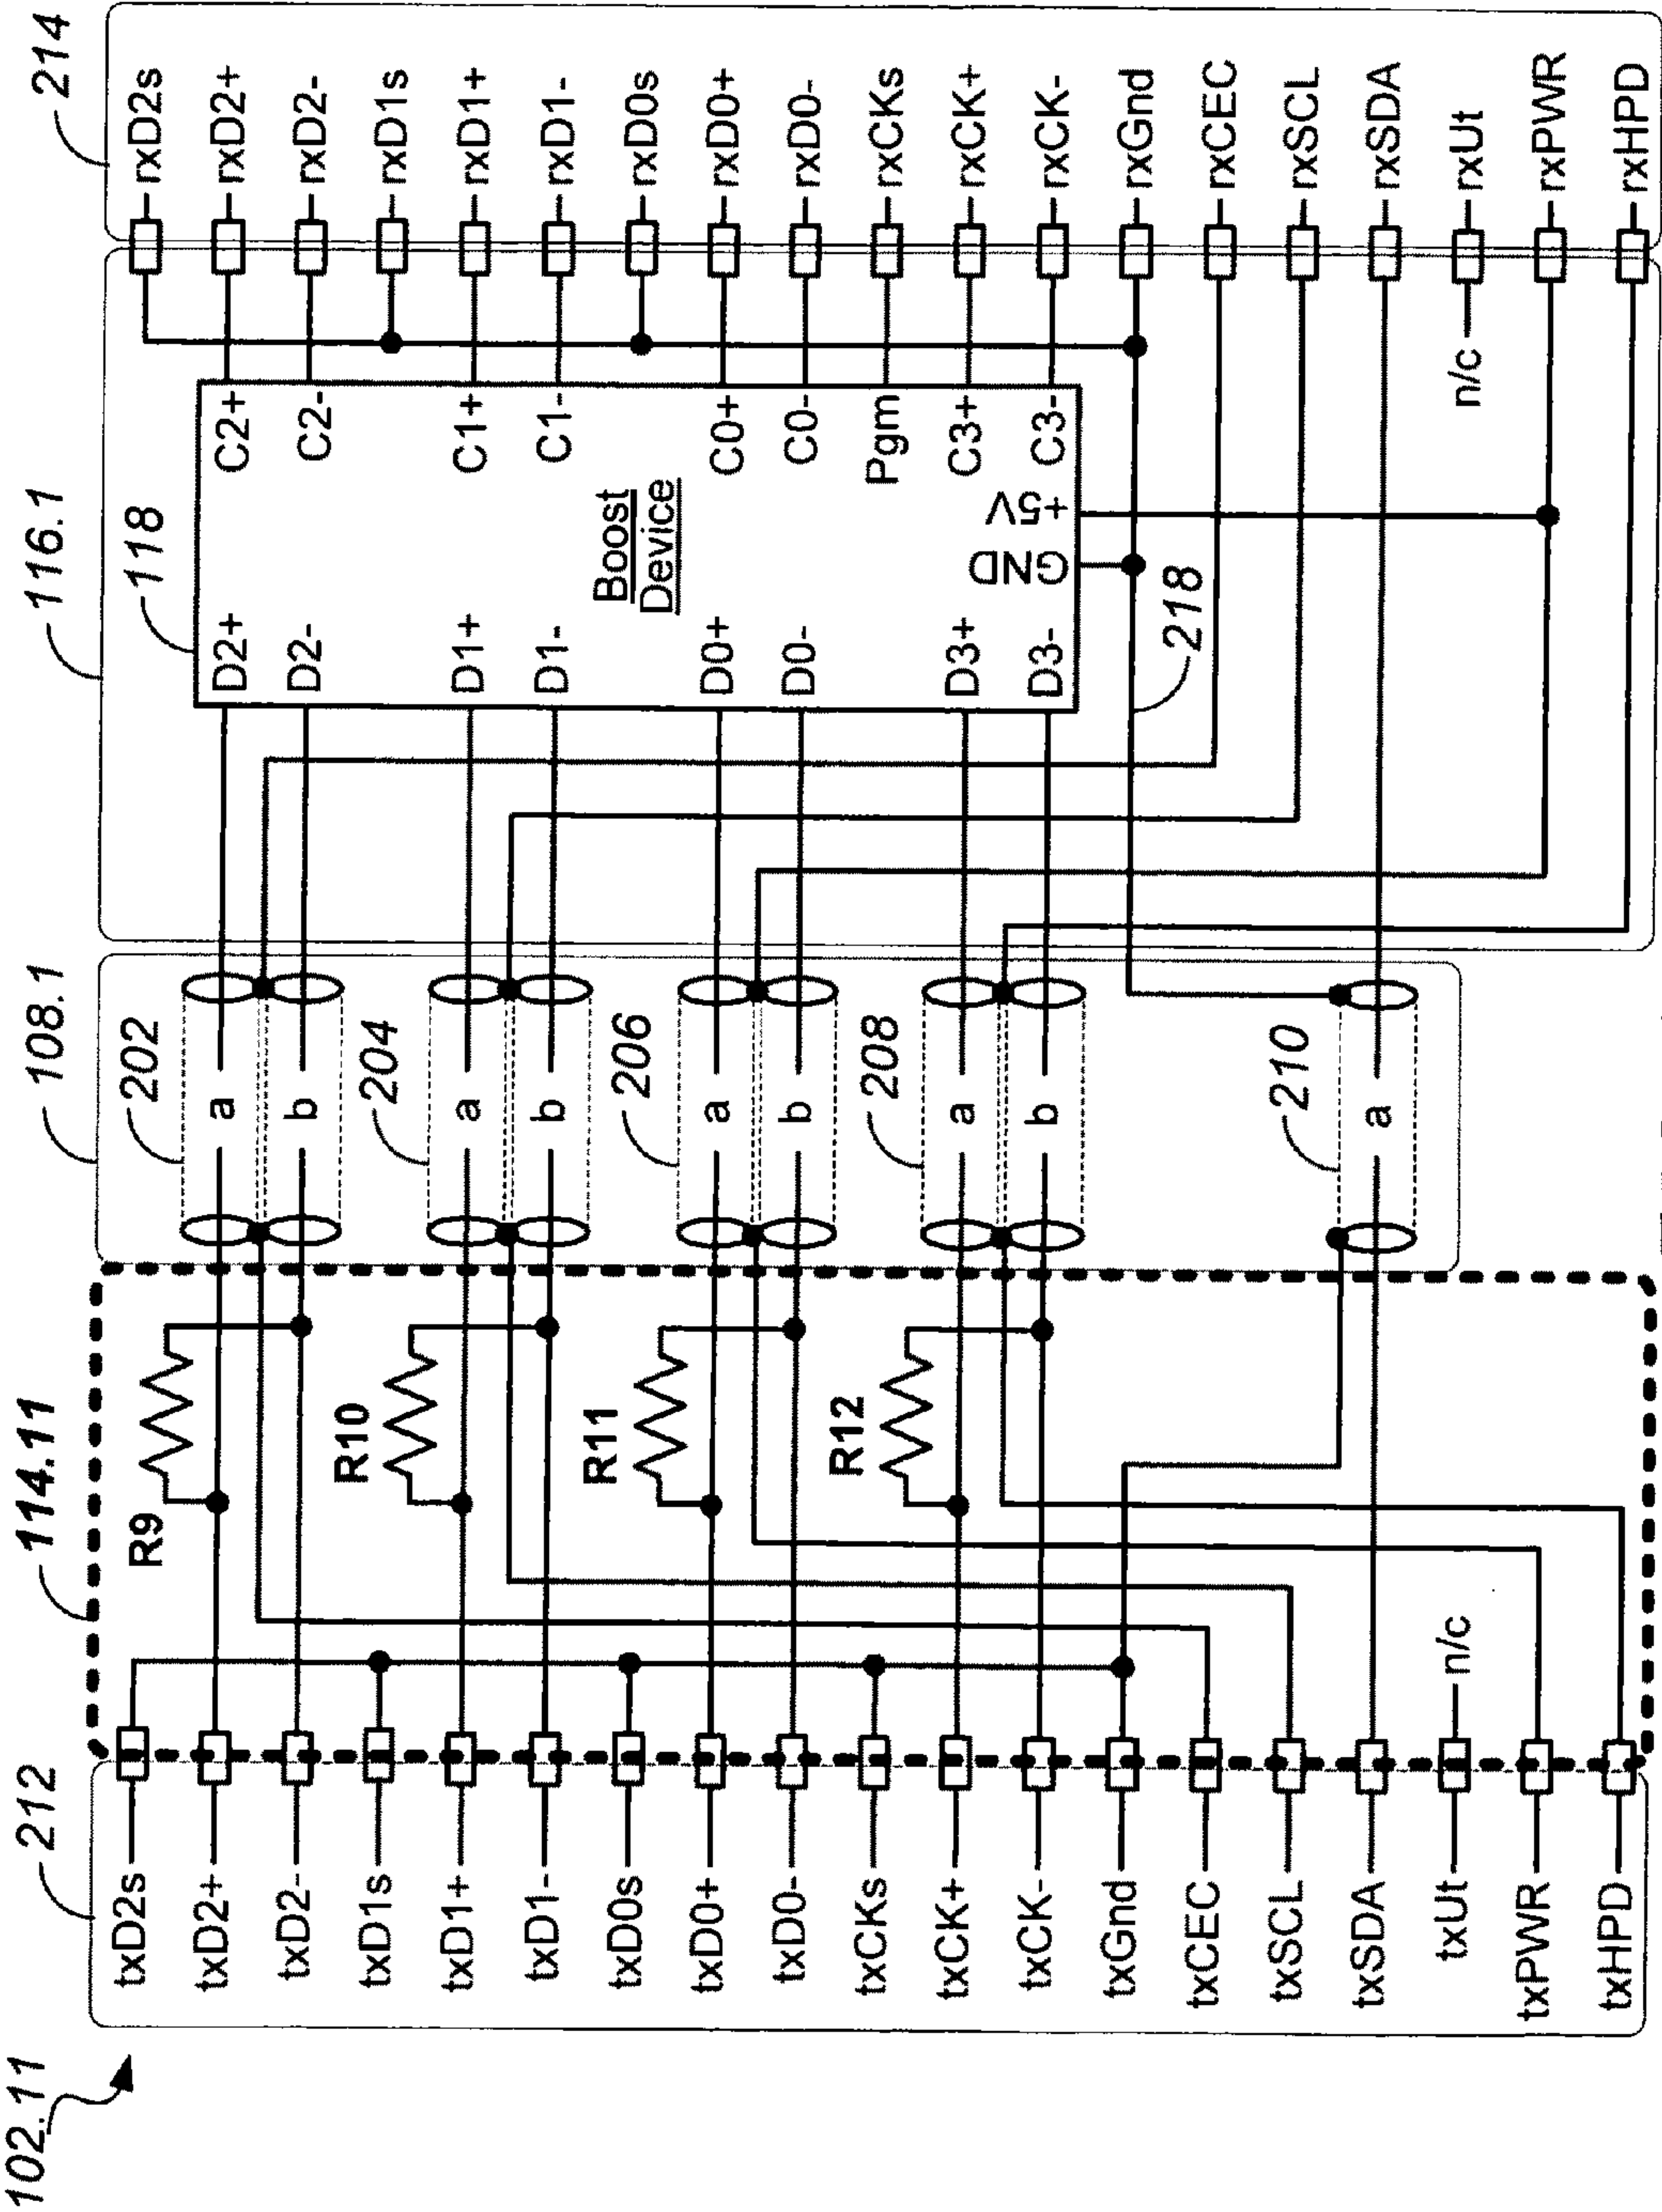 102.11
212
114.11
108.1
116.1
214
txD2s
txD2+
txD2-
txD1s
txD1+
txD1-
txD0s
txD0+
txD0-
txCKs
txCK+
txCK-
txGnd
txCEC
txSCL
txSDA
txUt
txPWR
txHPD
n/c
R9
R10
R11
R12
202
a
a
b
b
204
a
a
b
b
206
a
a
b
b
208
a
a
b
b
210
a
a
118
D2+
D2-
D1+
D1-
D0+
D0-
D3+
D3-
Boost
Device
GND
+5V
C2+
C2-
C1+
C1-
C0+
C0-
Pgm
C3+
C3-
218
n/c
rxD2s
rxD2+
rxD2-
rxD1s
rxD1+
rxD1-
rxD0s
rxD0+
rxD0-
rxCKs
rxCK+
rxCK-
rxGnd
rxCEC
rxSCL
rxSDA
rxUt
rxPWR
rxHPD